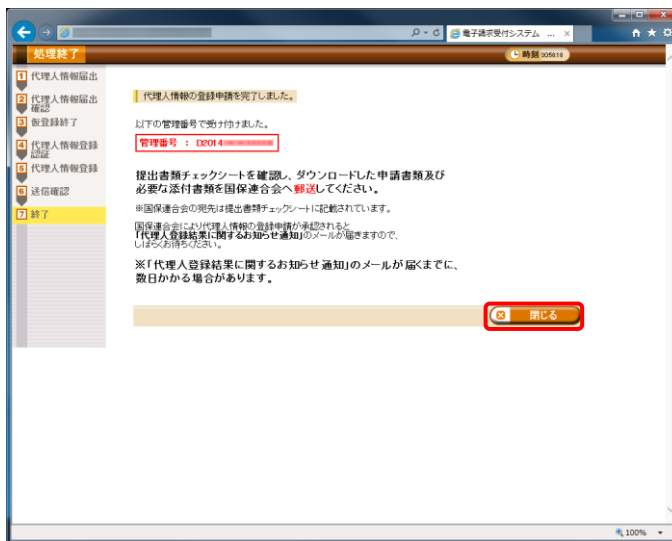 電子請求受付システム ...
処理終了
時刻
1 代理人情報届出
2 代理人情報届出
確認
3 仮登録終了
4 代理人情報登録
認証
5 代理人情報登録
6 送信確認
7 終了
代理人情報の登録申請を完了しました。
以下の管理番号で受け付けました。
管理番号 : D2014
提出書類チェックシートを確認し、ダウンロードした申請書類及び
必要な添付書類を国保連合会へ郵送してください。
※国保連合会の宛先は提出書類チェックシートに記載されています。
国保連合会により代理人情報の登録申請が承認されると
「代理人登録結果に関するお知らせ通知」のメールが届きますので、
しばらくお待ちください。
※「代理人登録結果に関するお知らせ通知」のメールが届くまでに、
数日かかる場合があります。
閉じる
100%